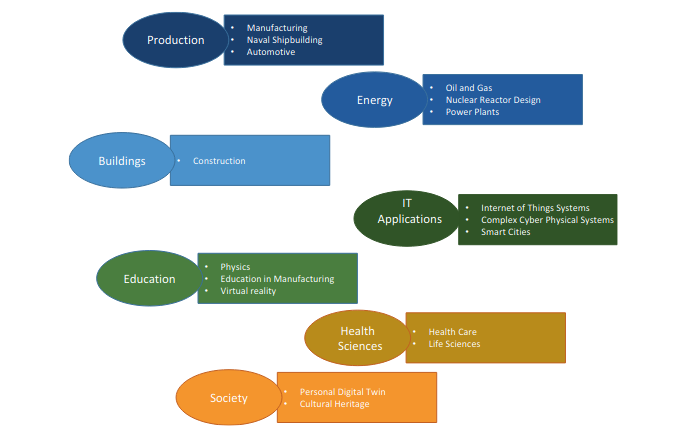 Production
• Manufacturing
• Naval Shipbuilding
• Automotive
Energy
• Oil and Gas
• Nuclear Reactor Design
• Power Plants
Buildings
• Construction
IT
Applications
• Internet of Things Systems
• Complex Cyber Physical Systems
• Smart Cities
Education
• Physics
• Education in Manufacturing
• Virtual reality
Health
Sciences
• Health Care
• Life Sciences
Society
• Personal Digital Twin
• Cultural Heritage